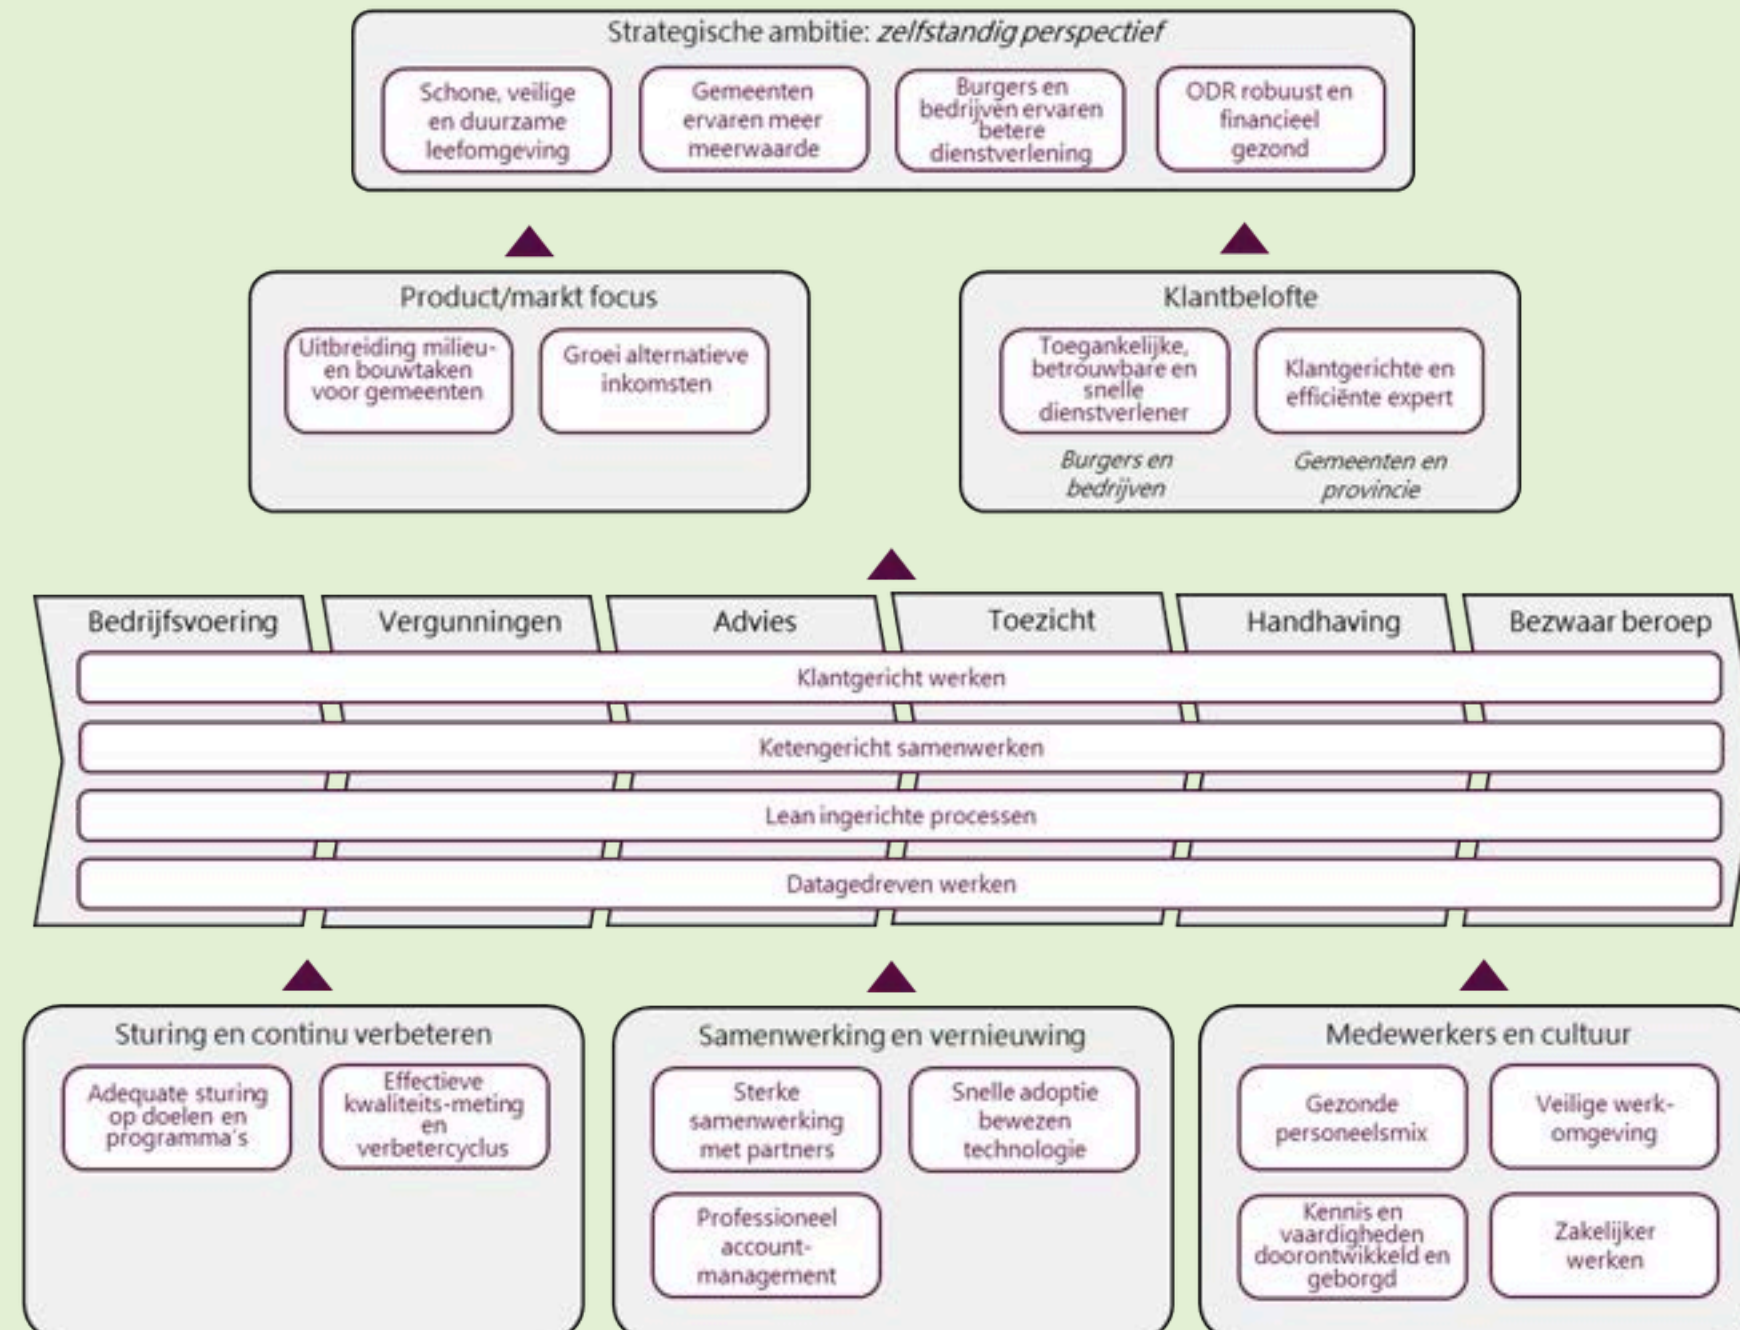 Strategische ambitie: zelfstandig perspectief
Schone, veilige
en duurzame
leefomgeving
Gemeenten
ervaren meer
meerwaarde
Burgers en
bedrijven ervaren
betere
dienstverlening
ODR robuust en
financieel
gezond
Product/markt focus
Uitbreiding milieu-
en bouwtaken
voor gemeenten
Groei alternatieve
inkomsten
Klantbelofte
Toegankelijke,
betrouwbare en
snelle
dienstverlener
Burgers en
bedrijven
Klantgerichte en
efficiënte expert
Gemeenten en
provincie
Bedrijfsvoering
Vergunningen
Advies
Toezicht
Handhaving
Bezwaar beroep
Klantgericht werken
Ketengericht samenwerken
Lean ingerichte processen
Datagedreven werken
Sturing en continu verbeteren
Adequate sturing
op doelen en
programma's
Effectieve
kwaliteits-meting
en
verbetercyclus
Samenwerking en vernieuwing
Sterke
samenwerking
met partners
Snelle adoptie
bewezen
technologie
Professioneel
account-
management
Medewerkers en cultuur
Gezonde
personeelsmix
Veilige werk-
omgeving
Kennis en
vaardigheden
doorontwikkeld en
geborgd
Zakelijker
werken